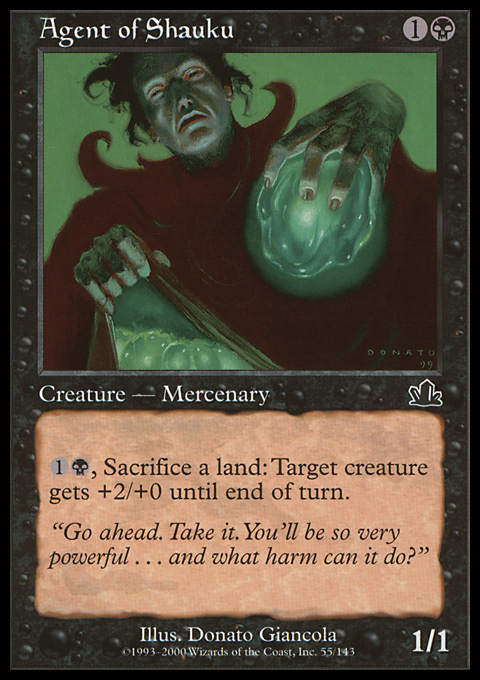 Agent of Shauku
1
DONATO
99
Creature — Mercenary
1, Sacrifice a land: Target creature
gets +2/+0 until end of turn.
“Go ahead. Take it. You’ll be so very
powerful . . . and what harm can it do?”
Illus. Donato Giancola
©1993–2000 Wizards of the Coast, Inc. 55/143
1/1